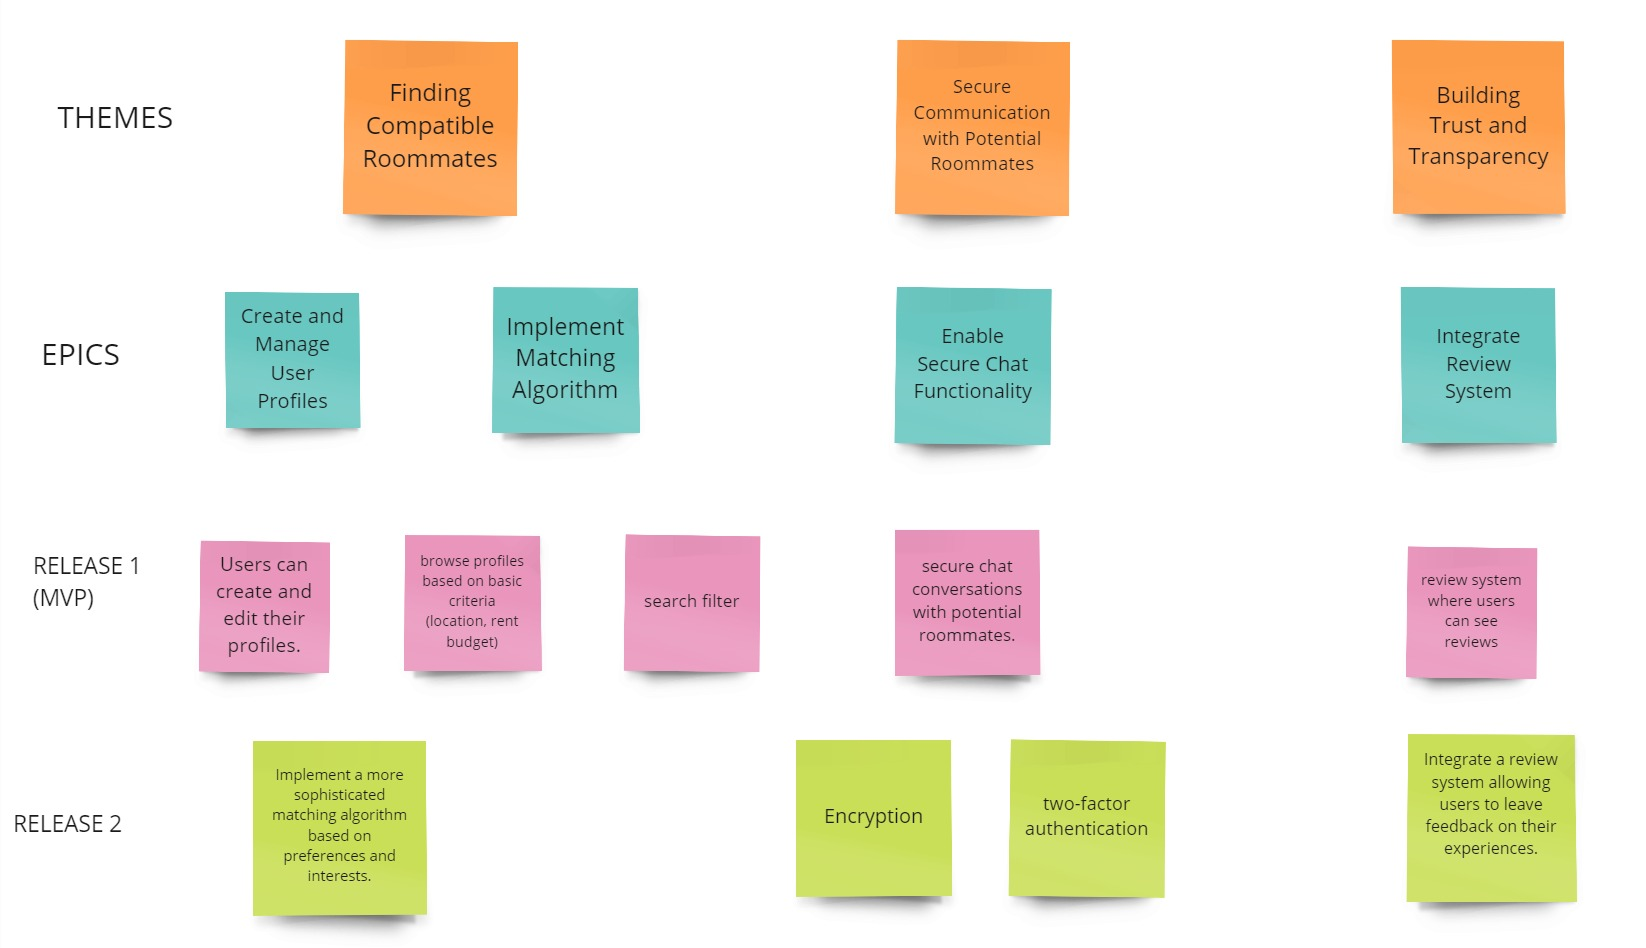 THEMES
Finding
Compatible
Roommates
Secure
Communication
with Potential
Roommates
Building
Trust and
Transparency
EPICS
Create and
Manage
User
Profiles
Implement
Matching
Algorithm
Enable
Secure Chat
Functionality
Integrate
Review
System
RELEASE 1
(MVP)
Users can
create and
edit their
profiles.
browse profiles
based on basic
criteria
(location, rent
budget)
search filter
secure chat
conversations
with potential
roommates.
review system
where users
can see
reviews
RELEASE 2
Implement a more
sophisticated
matching algorithm
based on
preferences and
interests.
Encryption
two-factor
authentication
Integrate a review
system allowing
users to leave
feedback on their
experiences.